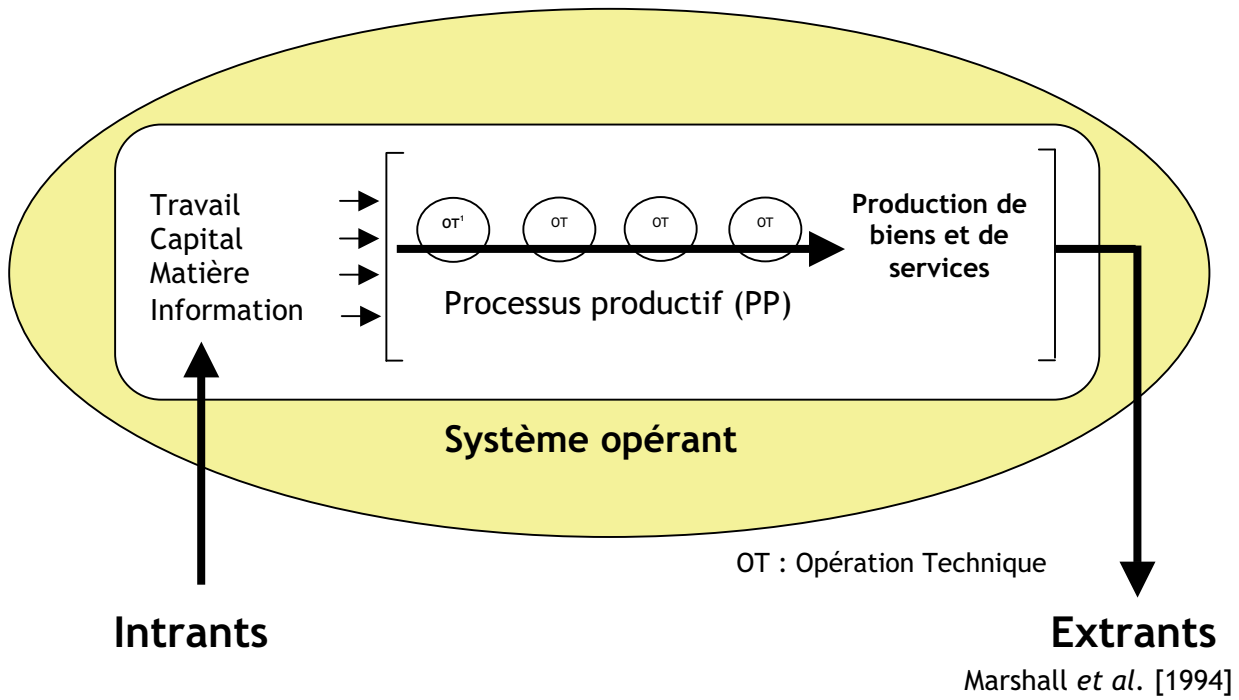 Travail
Capital
Matière
Information
OT¹
OT
OT
OT
Processus productif (PP)
Production de
biens et de
services
Système opérant
OT : Opération Technique
Intrants
Extrants
Marshall et al. [1994]